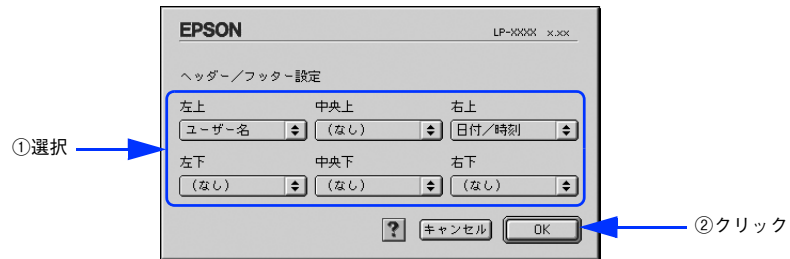 EPSON
LP-XXXX x.xx
ヘッダー／フッター設定
左上 中央上 右上
ユーザー名 （なし） 日付／時刻
①選択
左下 中央下 右下
（なし） （なし） （なし）
? キャンセル OK
②クリック